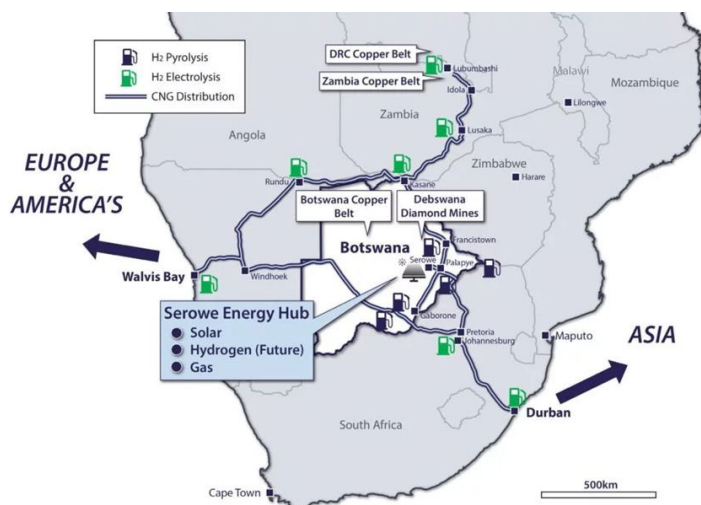 H2 Pyrolysis
H2 Electrolysis
CNG Distribution
DRC Copper Belt
Lubumbashi
Zambia Copper Belt
Idola
Malawi
Mozambique
Lilongwe
Zambia
Angola
Lusaka
EUROPE
&
AMERICA'S
Zimbabwe
Harare
Rundu
Kasane
Botswana Copper
Belt
Debswana
Diamond Mines
Botswana
Francistown
Serowe
Palapye
Walvis Bay
Windhoek
Serowe Energy Hub
Solar
Hydrogen (Future)
Gas
Gaborone
Pretoria
Johannesburg
Maputo
ASIA
Durban
South Africa
Cape Town
500km